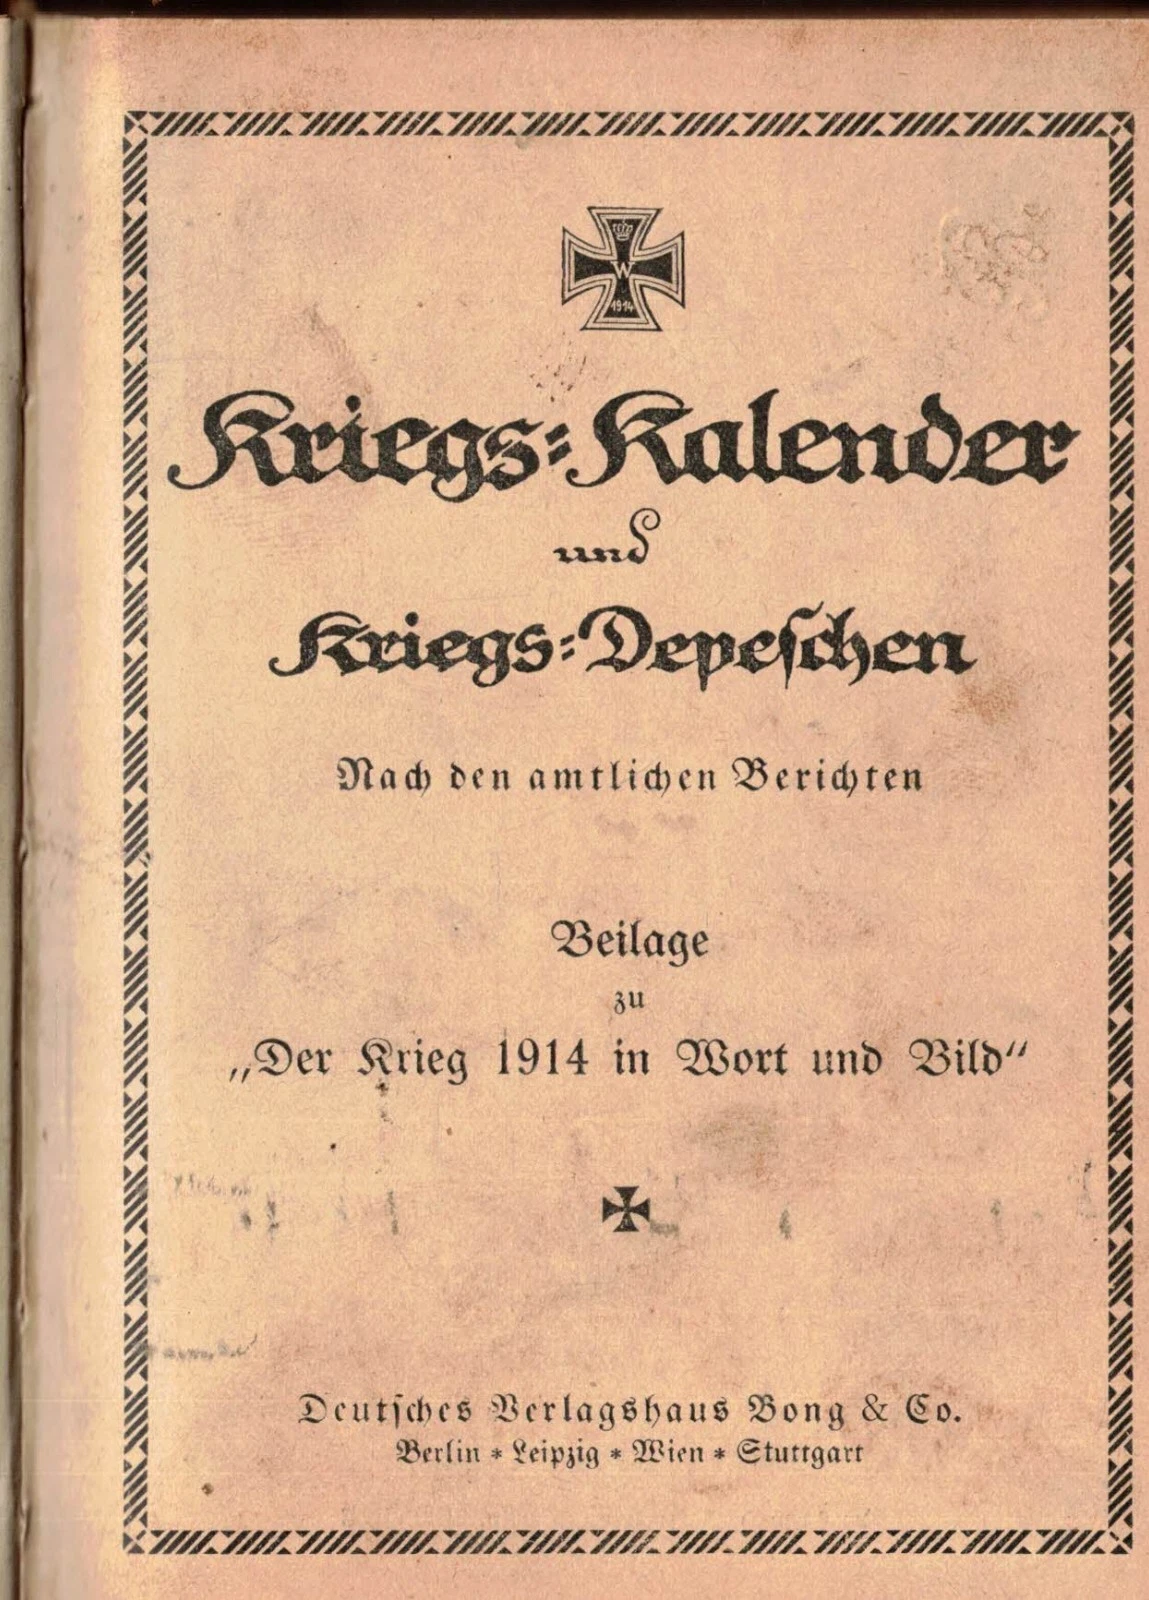 W
1914
Kriegs-Kalender
und
Kriegs-Depeschen
Nach den amtlichen Berichten
Beilage
zu
„Der Krieg 1914 in Wort und Bild“
Deutsches Verlagshaus Bong & Co.
Berlin * Leipzig * Wien * Stuttgart